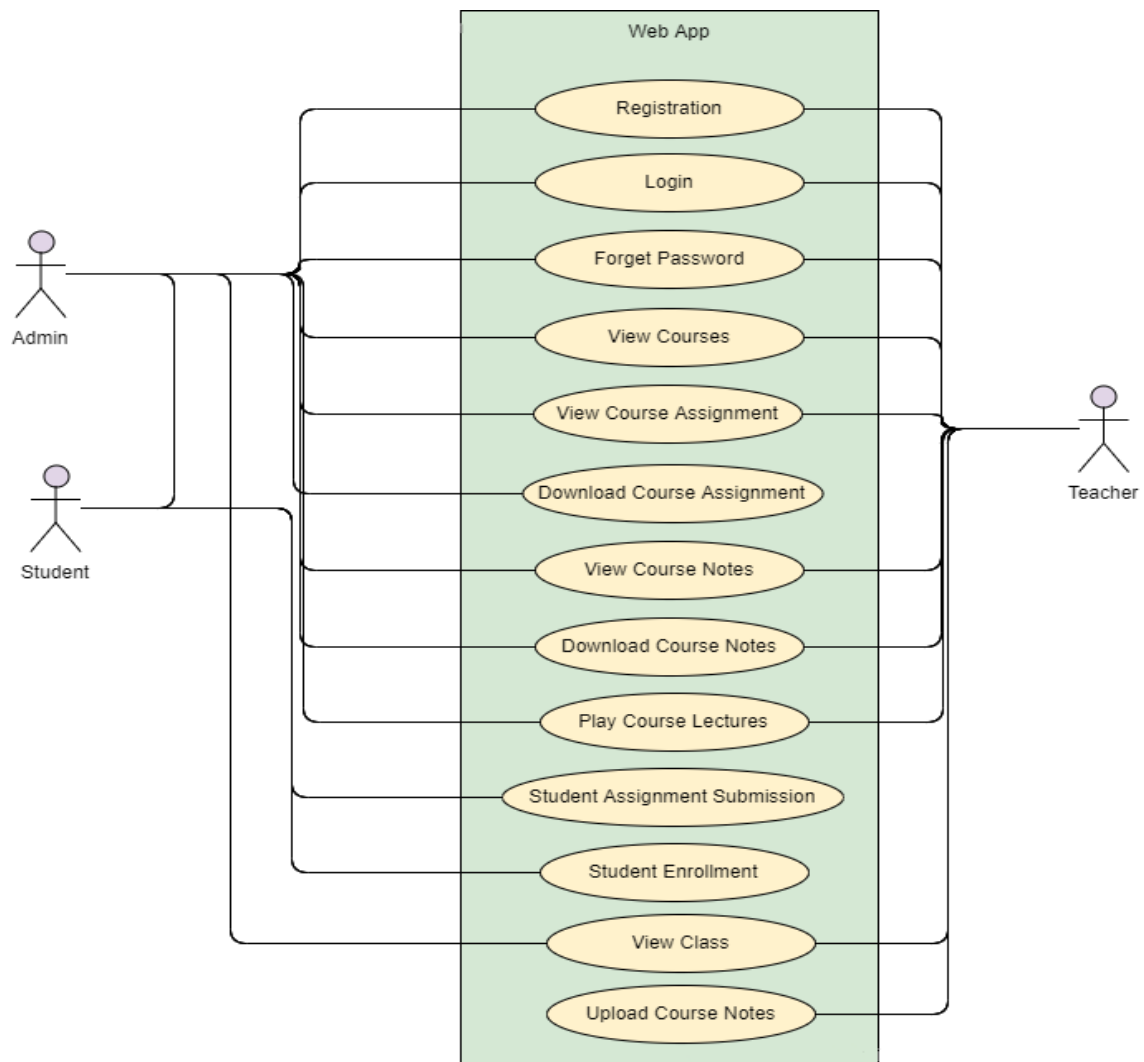 Web App
Registration
Login
Forget Password
View Courses
View Course Assignment
Download Course Assignment
View Course Notes
Download Course Notes
Play Course Lectures
Student Assignment Submission
Student Enrollment
View Class
Upload Course Notes
Admin
Student
Teacher